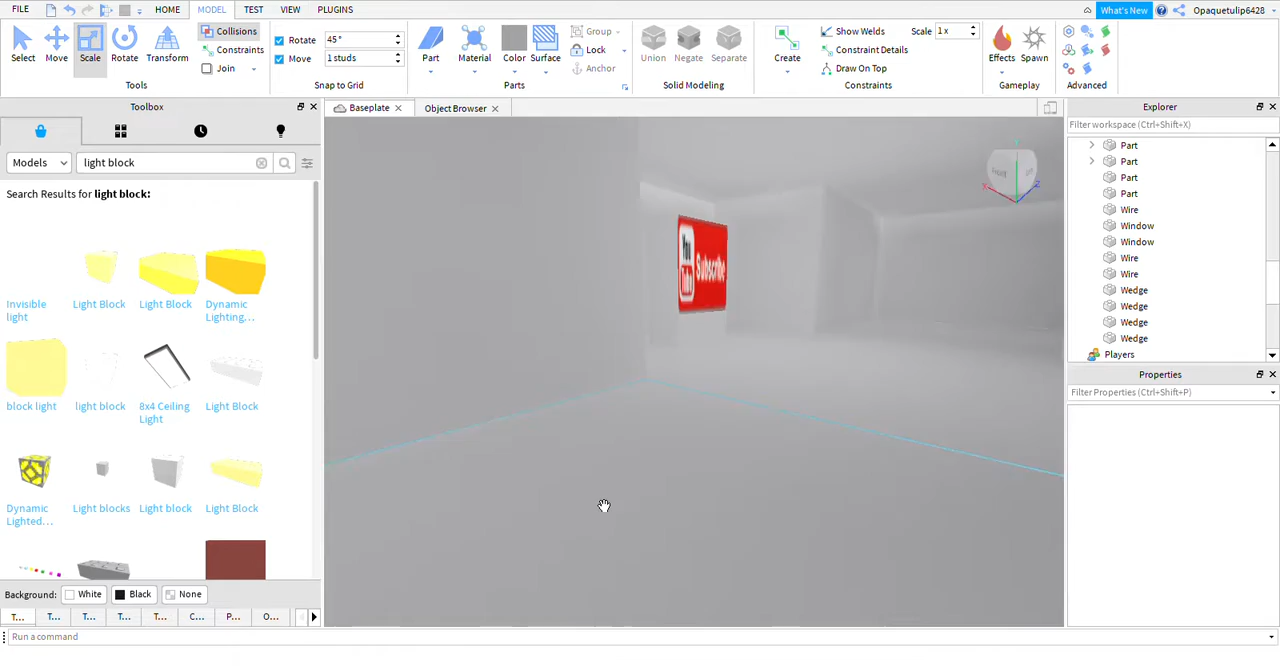 FILE HOME MODEL TEST VIEW PLUGINS What's New Opaquetulip6428
Select Move Scale Rotate Transform
Collisions
Constraints
Join
Tools
Rotate 45°
Move 1 studs
Snap to Grid
Part Material Color Surface
Group
Lock
Anchor
Parts
Union Negate Separate
Solid Modeling
Create
Show Welds Scale 1 x
Constraint Details
Draw On Top
Constraints
Effects Spawn
Gameplay
Advanced
Toolbox
Models light block
Search Results for light block:
Invisible light
Light Block
Light Block
Dynamic Lighting...
block light
light block
8x4 Ceiling Light
Light Block
Dynamic Lighted...
Light blocks
Light block
Light Block
Background: White Black None
T... T... T... T... T... C... P... O...
Run a command
Baseplate Object Browser
You
Tube
Subscribe
Front
X
Y
Z
Explorer
Filter workspace (Ctrl+Shift+X)
Part
Part
Part
Part
Wire
Window
Window
Wire
Wire
Wedge
Wedge
Wedge
Wedge
Players
Properties
Filter Properties (Ctrl+Shift+P)